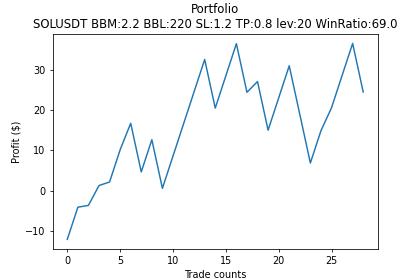 Portfolio
SOLUSDT BBM:2.2 BBL:220 SL:1.2 TP:0.8 lev:20 WinRatio:69.0
Profit ($)
30
20
10
0
−10
0 5 10 15 20 25
Trade counts